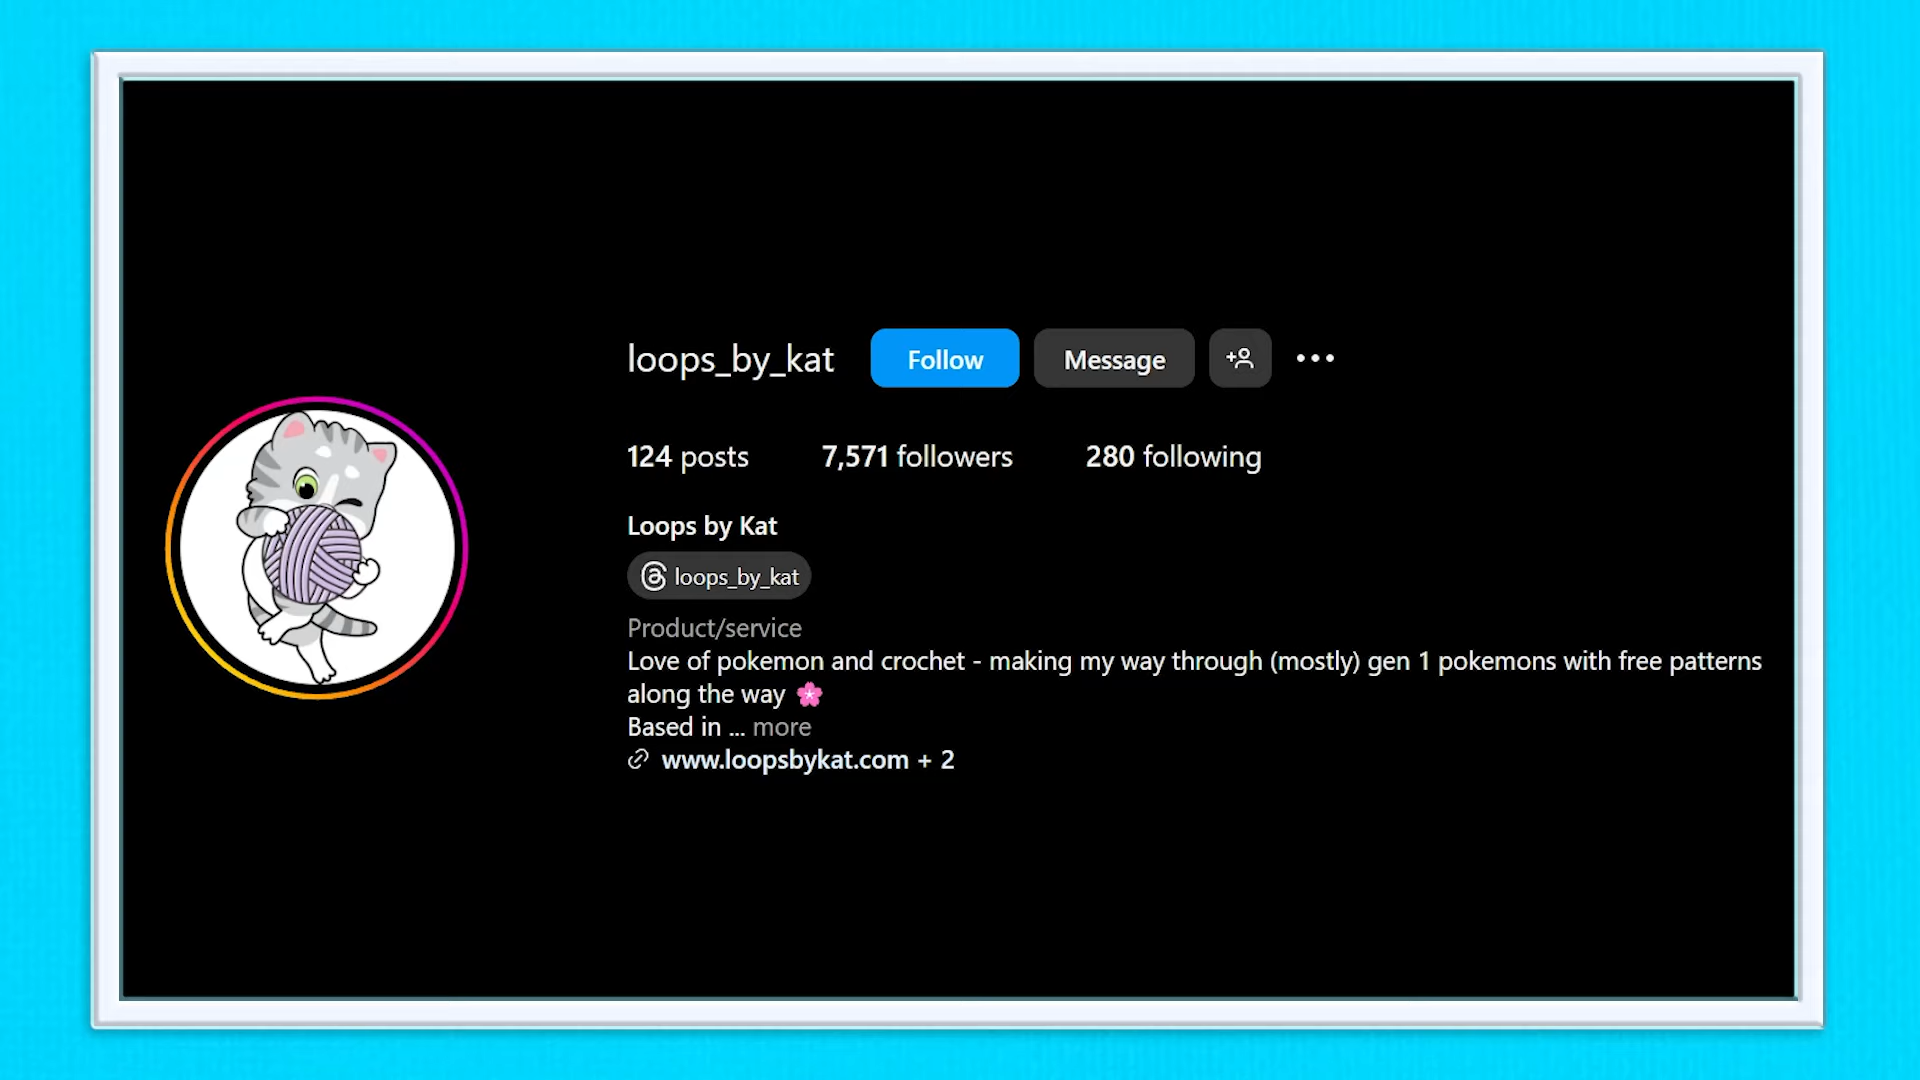 loops_by_kat Follow Message
124 posts 7,571 followers 280 following
Loops by Kat
loops_by_kat
Product/service
Love of pokemon and crochet - making my way through (mostly) gen 1 pokemons with free patterns
along the way 🌸
Based in ... more
www.loopsbykat.com + 2